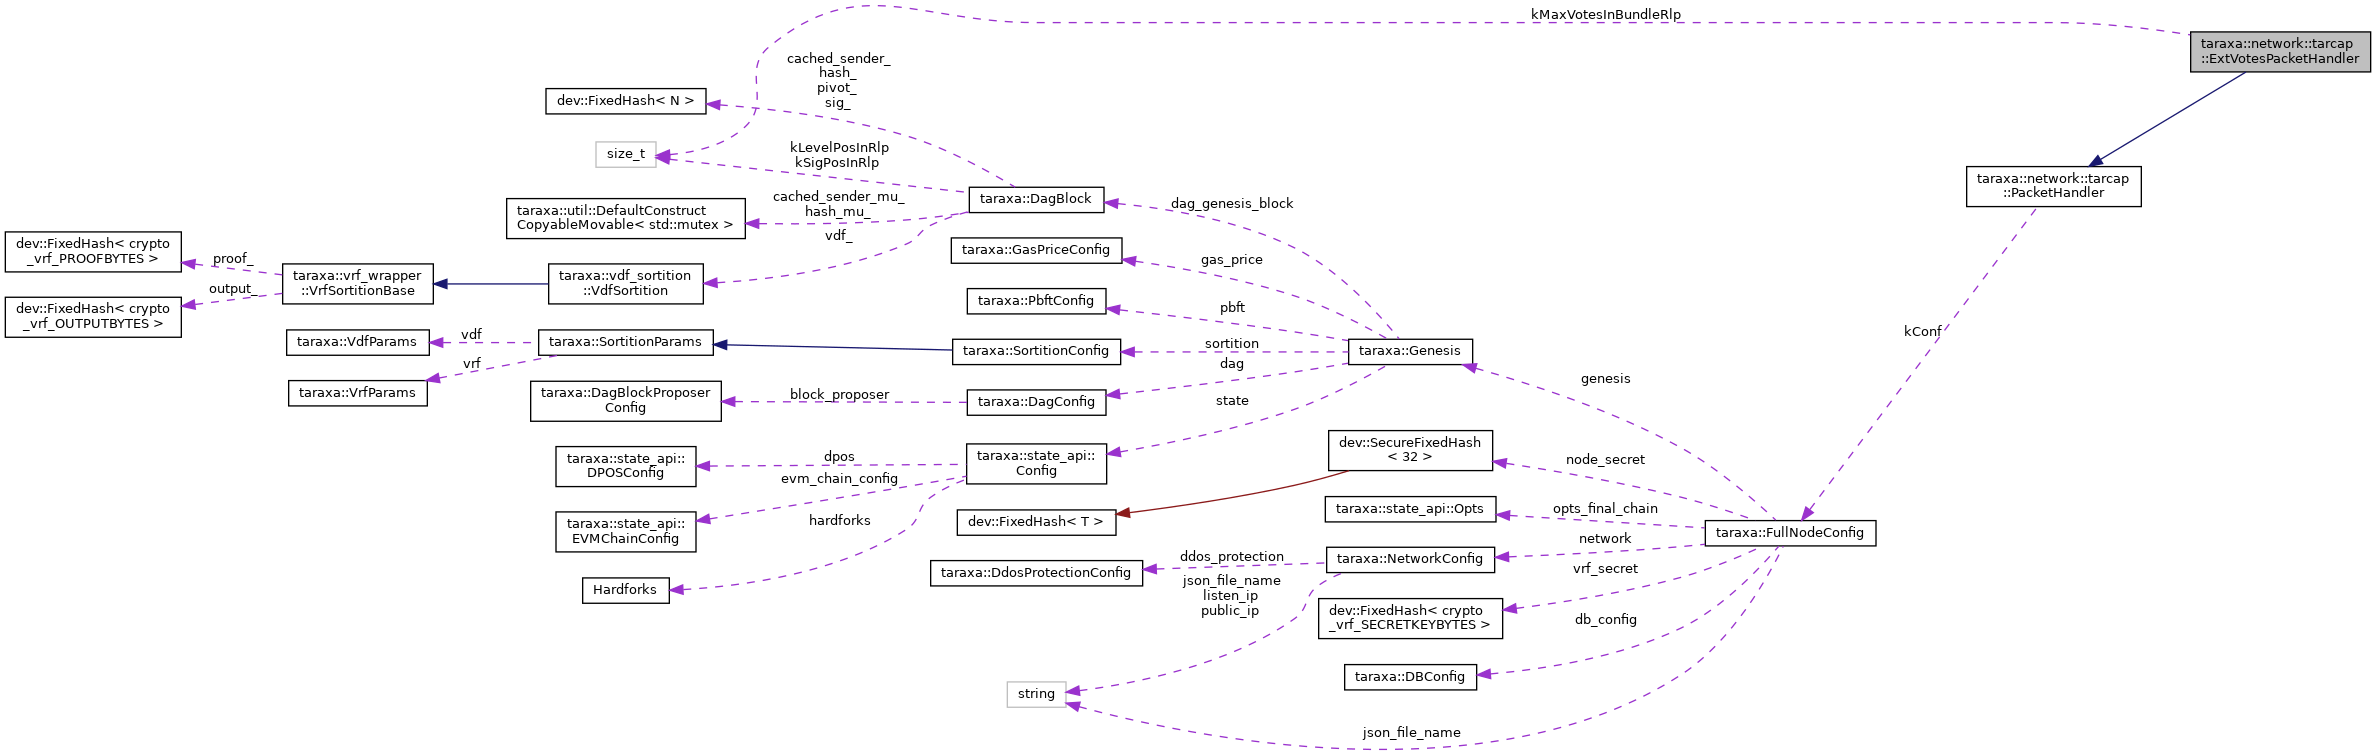 kMaxVotesInBundleRlp
taraxa::network::tarcap
::ExtVotesPacketHandler
cached_sender_
hash_
pivot_
sig_
dev::FixedHash< N >
size_t
kLevelPosInRlp
kSigPosInRlp
taraxa::network::tarcap
::PacketHandler
taraxa::DagBlock
cached_sender_mu_
hash_mu_
taraxa::util::DefaultConstruct
CopyableMovable< std::mutex >
dag_genesis_block
vdf_
dev::FixedHash< crypto
_vrf_PROOFBYTES >
proof_
taraxa::GasPriceConfig
gas_price
taraxa::vrf_wrapper
::VrfSortitionBase
taraxa::vdf_sortition
::VdfSortition
output_
dev::FixedHash< crypto
_vrf_OUTPUTBYTES >
taraxa::PbftConfig
pbft
taraxa::VdfParams
vdf
taraxa::SortitionParams
taraxa::SortitionConfig
sortition
taraxa::Genesis
kConf
vrf
dag
taraxa::VrfParams
taraxa::DagBlockProposer
Config
block_proposer
taraxa::DagConfig
state
genesis
taraxa::state_api::
DPOSConfig
dpos
evm_chain_config
taraxa::state_api::
Config
dev::SecureFixedHash
< 32 >
node_secret
taraxa::state_api::
EVMChainConfig
hardforks
dev::FixedHash< T >
taraxa::state_api::Opts
opts_final_chain
taraxa::FullNodeConfig
network
ddos_protection
taraxa::NetworkConfig
taraxa::DdosProtectionConfig
vrf_secret
Hardforks
json_file_name
listen_ip
public_ip
dev::FixedHash< crypto
_vrf_SECRETKEYBYTES >
db_config
taraxa::DBConfig
string
json_file_name